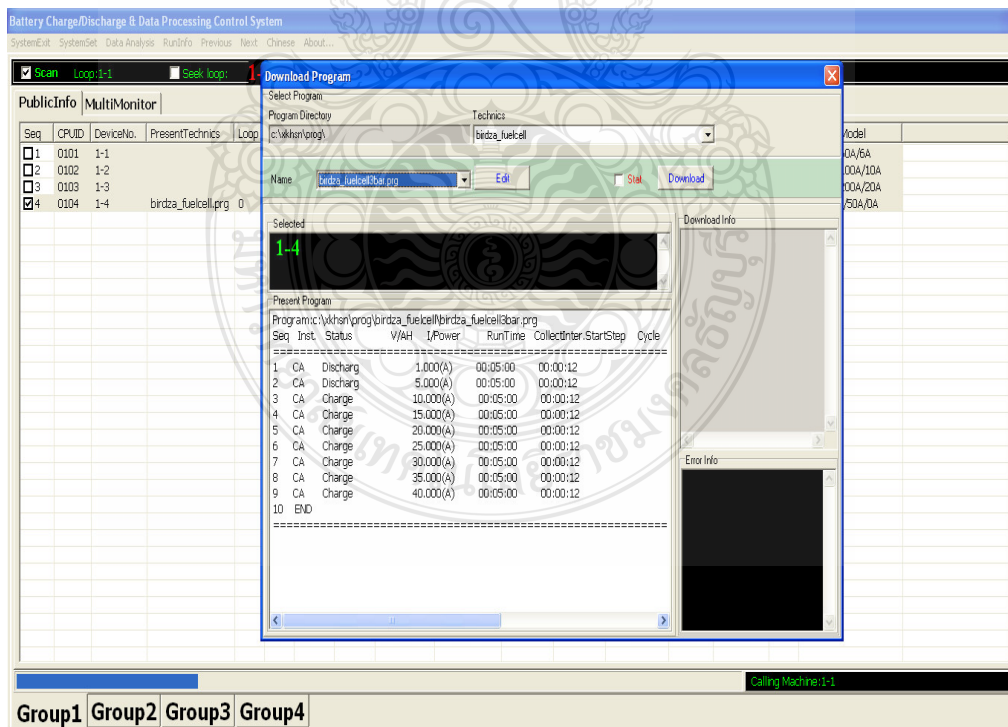 Battery Charge/Discharge & Data Processing Control System
SystemExit SystemSet Data Analysis RunInfo Previous Next Chinese About...
Scan Loop:1-1 Seek loop: 1-
PublicInfo MultiMonitor
Seq CPUID DeviceNo. PresentTechnics Loop Model
1 0101 1-1 0A/6A
2 0102 1-2 00A/10A
3 0103 1-3 00A/20A
4 0104 1-4 birdza_fuelcell.prg 0 /50A/0A
Download Program
Select Program
Program Directory Technics
c:\xkhsn\prog\ birdza_fuelcell
Name birdza_fuelcell3bar.prg Edit Stat Download
Selected
1-4
Download Info
Present Program
Program:c:\xkhsn\prog\birdza_fuelcell\birdza_fuelcell3bar.prg
Seq Inst. Status V/AH I/Power RunTime CollectInter.StartStep Cycle
1 CA Discharg 1.000(A) 00:05:00 00:00:12
2 CA Discharg 5.000(A) 00:05:00 00:00:12
3 CA Charge 10.000(A) 00:05:00 00:00:12
4 CA Charge 15.000(A) 00:05:00 00:00:12
5 CA Charge 20.000(A) 00:05:00 00:00:12
6 CA Charge 25.000(A) 00:05:00 00:00:12
7 CA Charge 30.000(A) 00:05:00 00:00:12
8 CA Charge 35.000(A) 00:05:00 00:00:12
9 CA Charge 40.000(A) 00:05:00 00:00:12
10 END
Error Info
Calling Machine:1-1
Group1 Group2 Group3 Group4